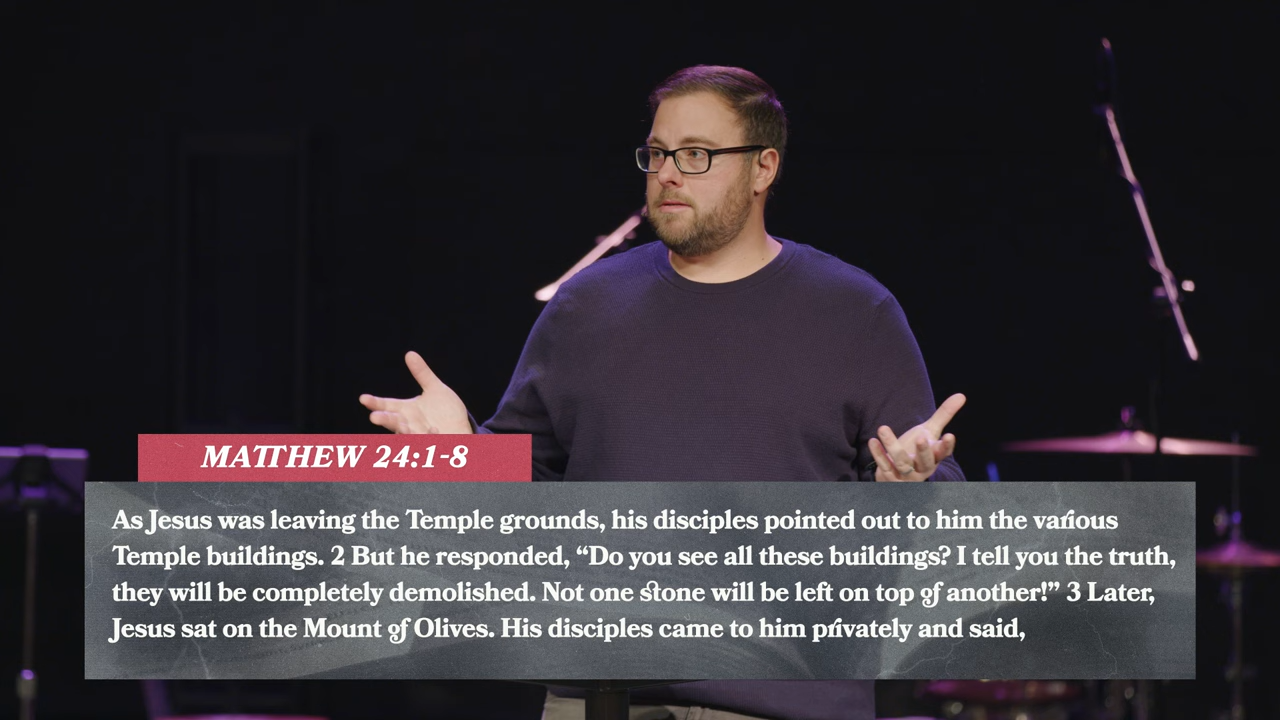 MATTHEW 24:1-8
As Jesus was leaving the Temple grounds, his disciples pointed out to him the various
Temple buildings. 2 But he responded, “Do you see all these buildings? I tell you the truth,
they will be completely demolished. Not one stone will be left on top of another!” 3 Later,
Jesus sat on the Mount of Olives. His disciples came to him privately and said,